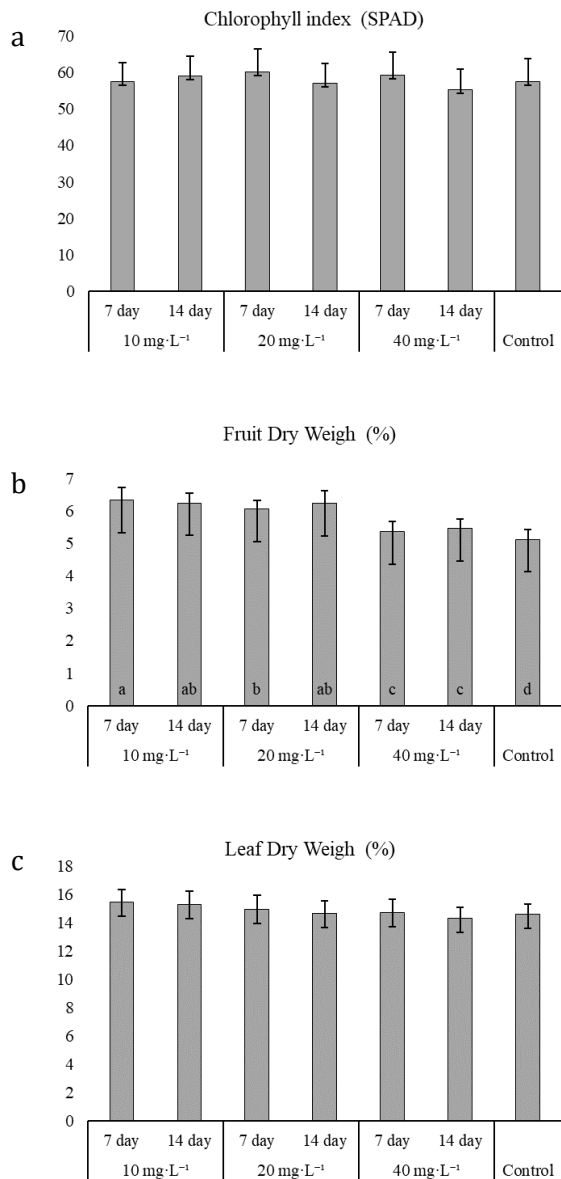 a
Chlorophyll index (SPAD)
70
60
50
40
30
20
10
0
7 day 14 day 7 day 14 day 7 day 14 day
10 mg·L⁻¹ 20 mg·L⁻¹ 40 mg·L⁻¹ Control
Fruit Dry Weigh (%)
b
7
6
5
4
3
2
1
0
a ab b ab c c d
7 day 14 day 7 day 14 day 7 day 14 day
10 mg·L⁻¹ 20 mg·L⁻¹ 40 mg·L⁻¹ Control
c
Leaf Dry Weigh (%)
18
16
14
12
10
8
6
4
2
0
7 day 14 day 7 day 14 day 7 day 14 day
10 mg·L⁻¹ 20 mg·L⁻¹ 40 mg·L⁻¹ Control